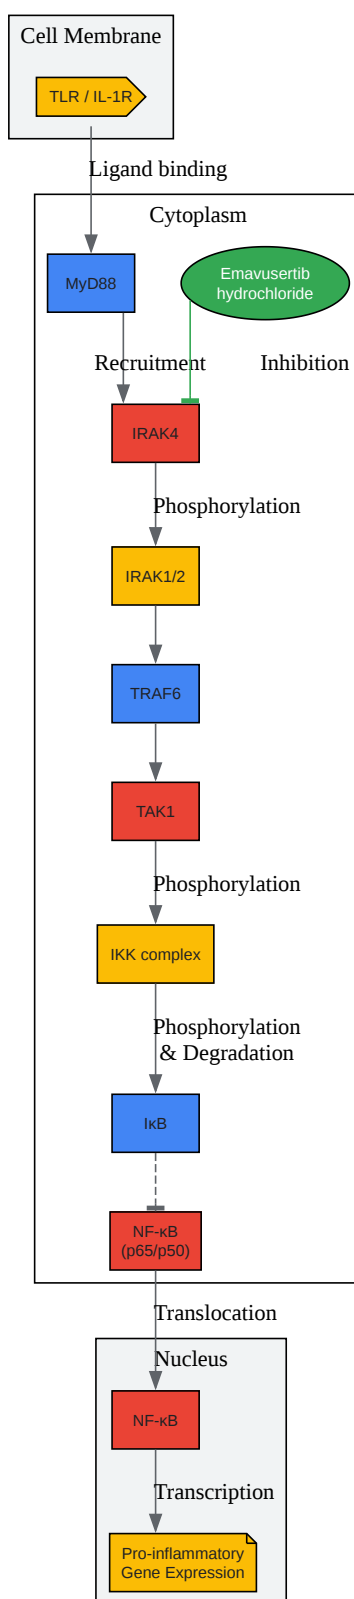 Cell Membrane
TLR / IL-1R
Ligand binding
Cytoplasm
MyD88
Emavusertib
hydrochloride
Recruitment
Inhibition
IRAK4
Phosphorylation
IRAK1/2
TRAF6
TAK1
Phosphorylation
IKK complex
Phosphorylation
& Degradation
IκB
NF-κB
(p65/p50)
Translocation
Nucleus
NF-κB
Transcription
Pro-inflammatory
Gene Expression